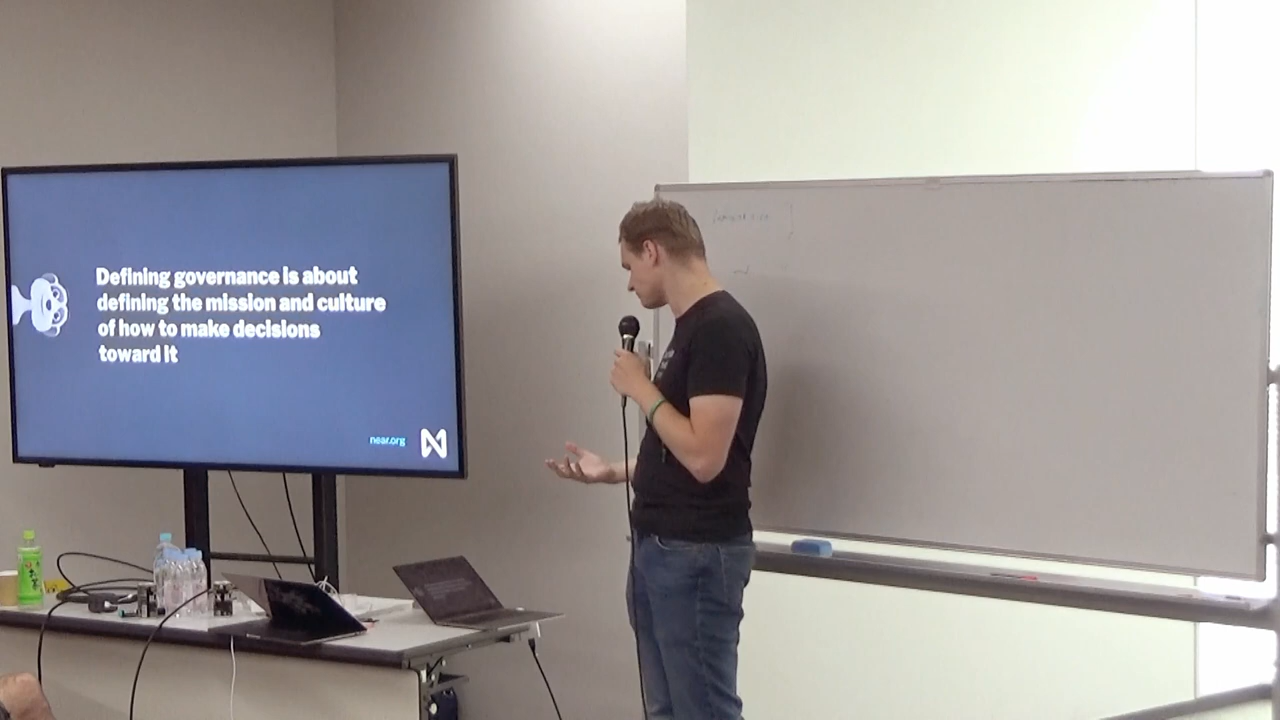 Defining governance is about
defining the mission and culture
of how to make decisions
toward it
near.org